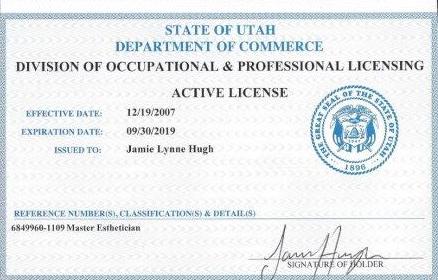 STATE OF UTAH
DEPARTMENT OF COMMERCE
DIVISION OF OCCUPATIONAL & PROFESSIONAL LICENSING
ACTIVE LICENSE
EFFECTIVE DATE: 12/19/2007
EXPIRATION DATE: 09/30/2019
ISSUED TO: Jamie Lynne Hugh
THE GREAT SEAL OF THE STATE OF UTAH
1896
REFERENCE NUMBER(S), CLASSIFICATION(S) & DETAIL(S)
6849960-1109 Master Esthetician
SIGNATURE OF HOLDER